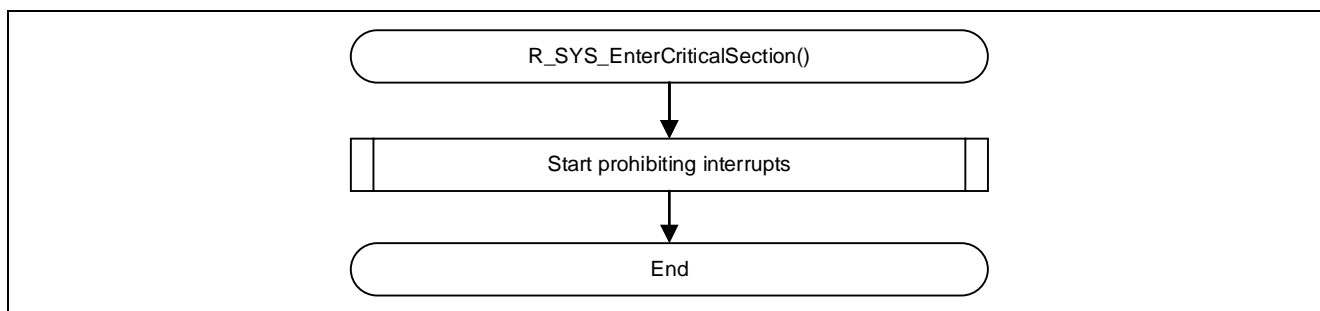 R_SYS_EnterCriticalSection()
Start prohibiting interrupts
End